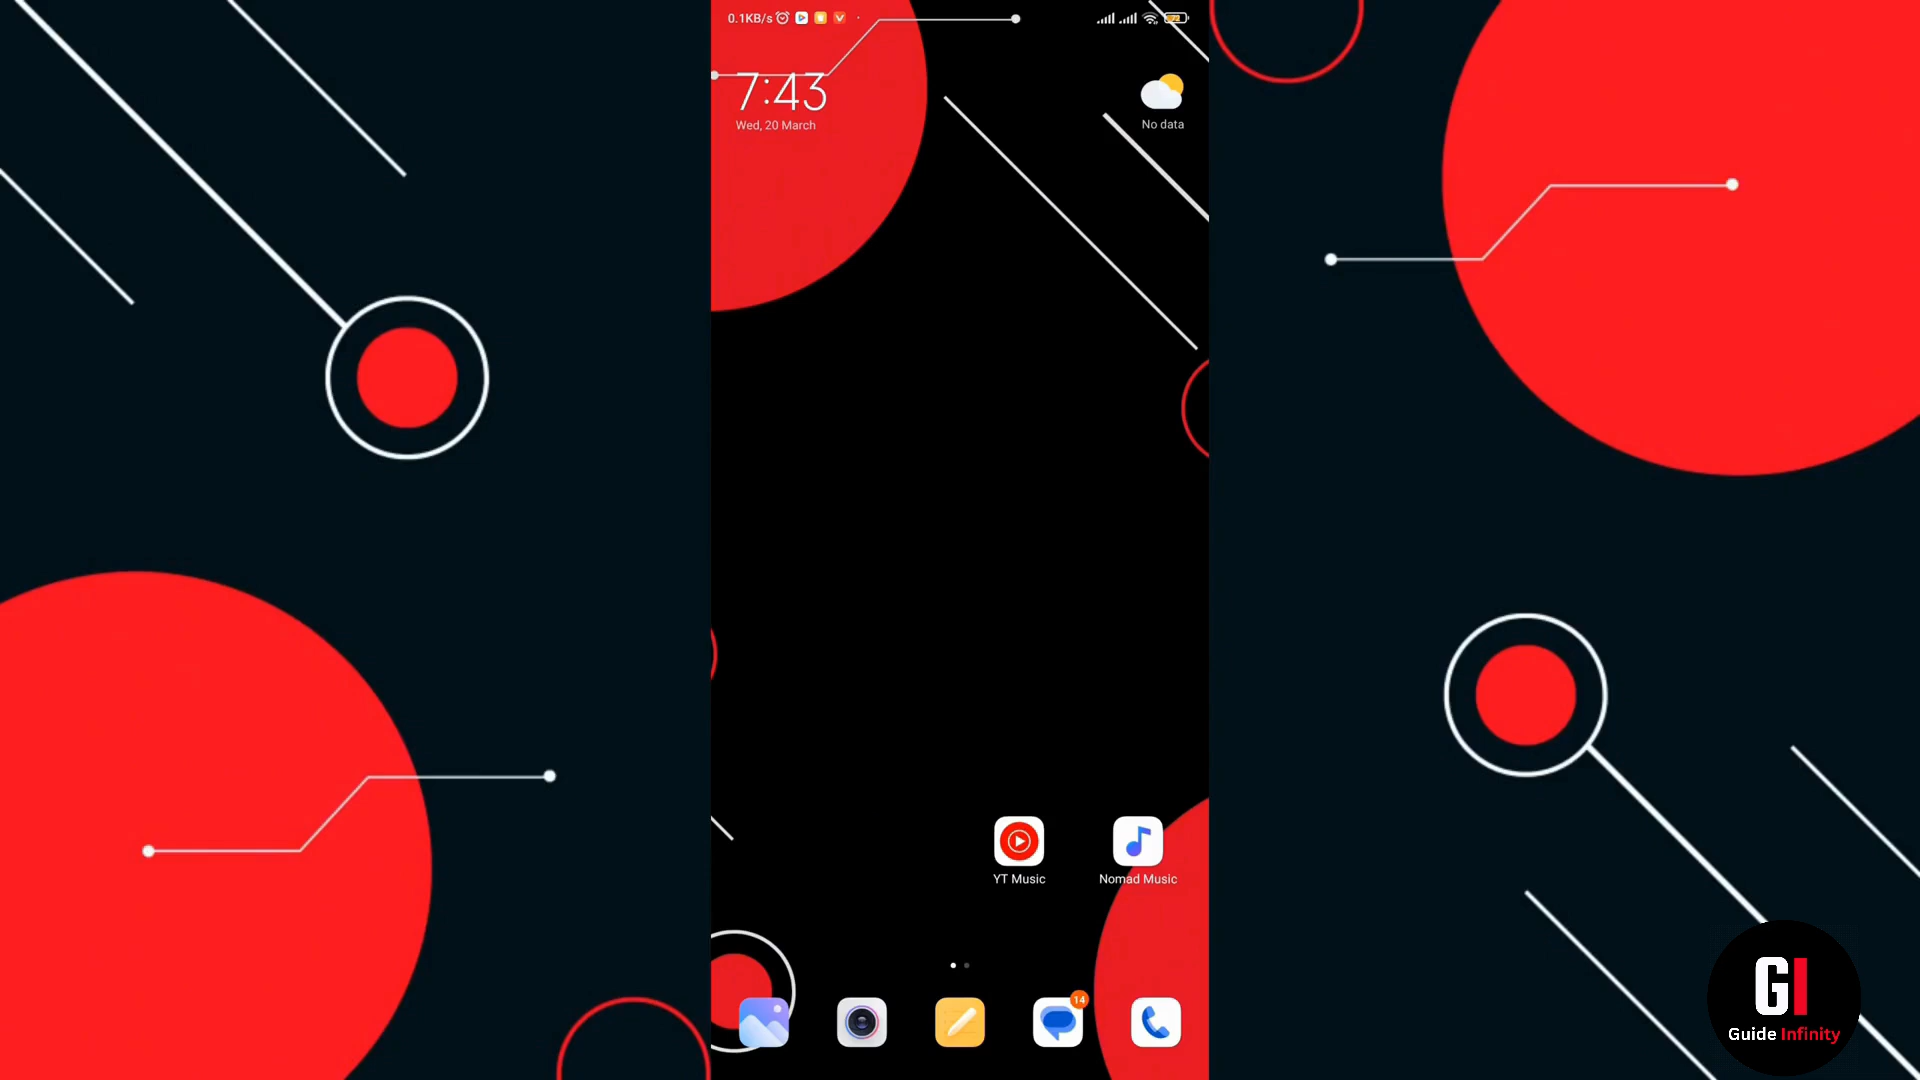 0.1KB/s
7:43
Wed, 20 March
No data
YT Music
Nomad Music
14
GI
Guide Infinity